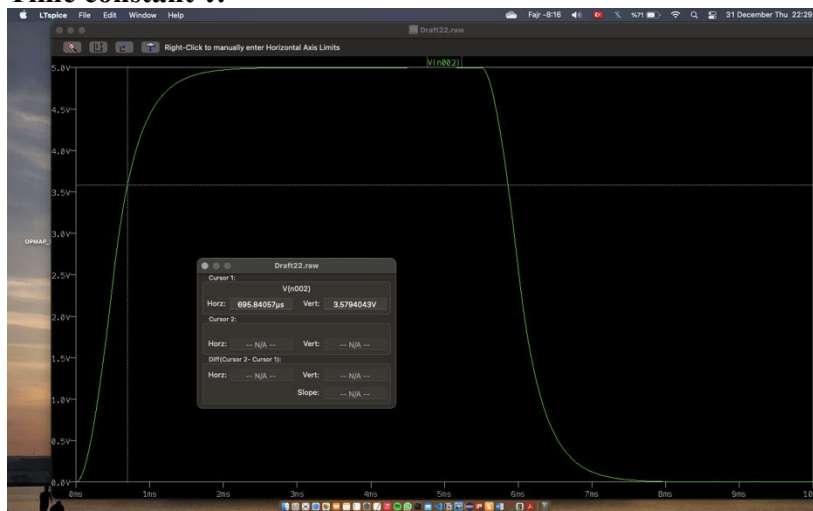 LTspice File Edit Window Help Fajr -8:16 %71 31 December Thu 22:29
Draft22.raw
Right-Click to manually enter Horizontal Axis Limits
V(n002)
5.0V
4.5V
4.0V
3.5V
3.0V
2.5V
2.0V
1.5V
1.0V
0.5V
0.0V
Draft22.raw
Cursor 1:
V(n002)
Horz: 695.84057µs Vert: 3.5794043V
Cursor 2:
Horz: -- N/A -- Vert: -- N/A --
Diff(Cursor 2- Cursor 1):
Horz: -- N/A -- Vert: -- N/A --
Slope: -- N/A --
0ms 1ms 2ms 3ms 4ms 5ms 6ms 7ms 8ms 9ms 10